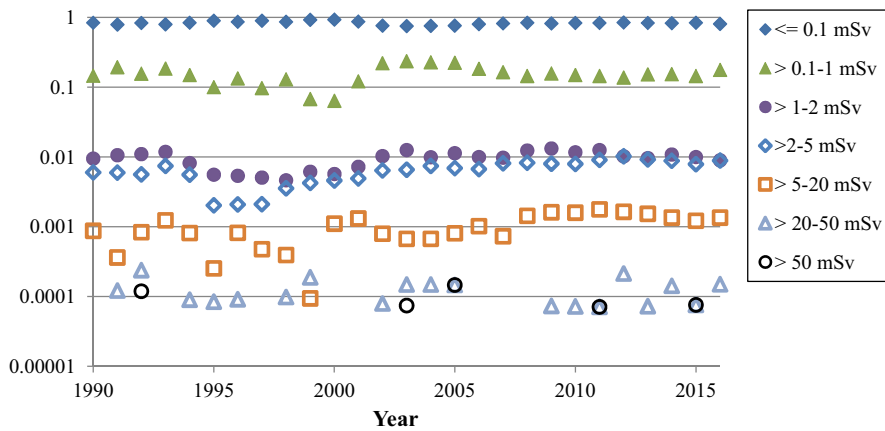 1
0.1
0.01
0.001
0.0001
0.00001
1990 1995 2000 2005 2010 2015
Year
<= 0.1 mSv
> 0.1-1 mSv
> 1-2 mSv
>2-5 mSv
> 5-20 mSv
> 20-50 mSv
> 50 mSv